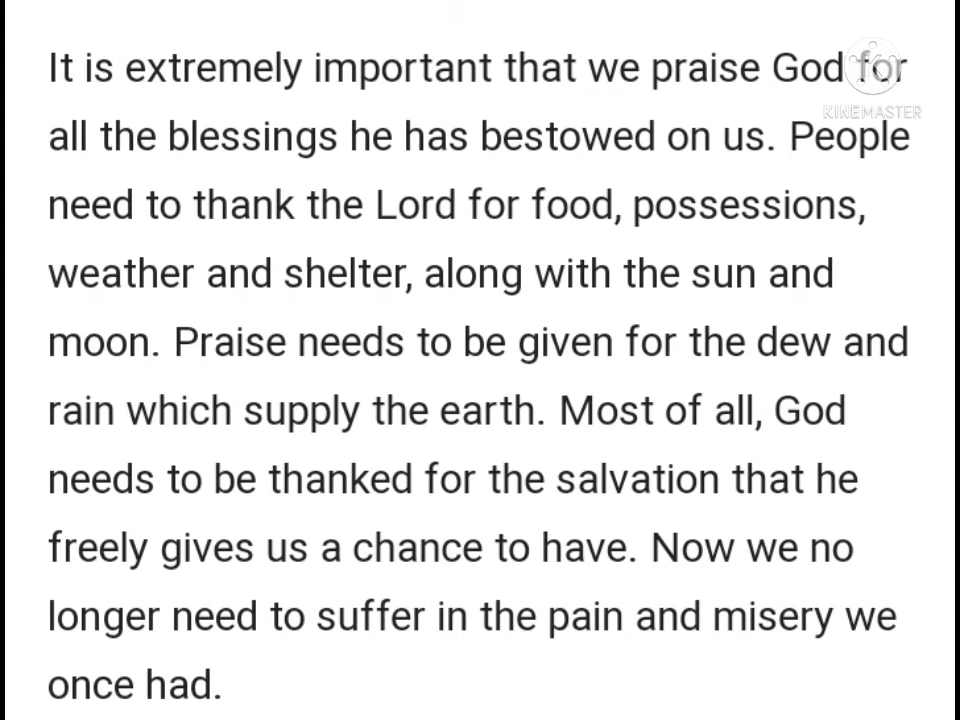 It is extremely important that we praise God for
KINEMASTER
all the blessings he has bestowed on us. People
need to thank the Lord for food, possessions,
weather and shelter, along with the sun and
moon. Praise needs to be given for the dew and
rain which supply the earth. Most of all, God
needs to be thanked for the salvation that he
freely gives us a chance to have. Now we no
longer need to suffer in the pain and misery we
once had.